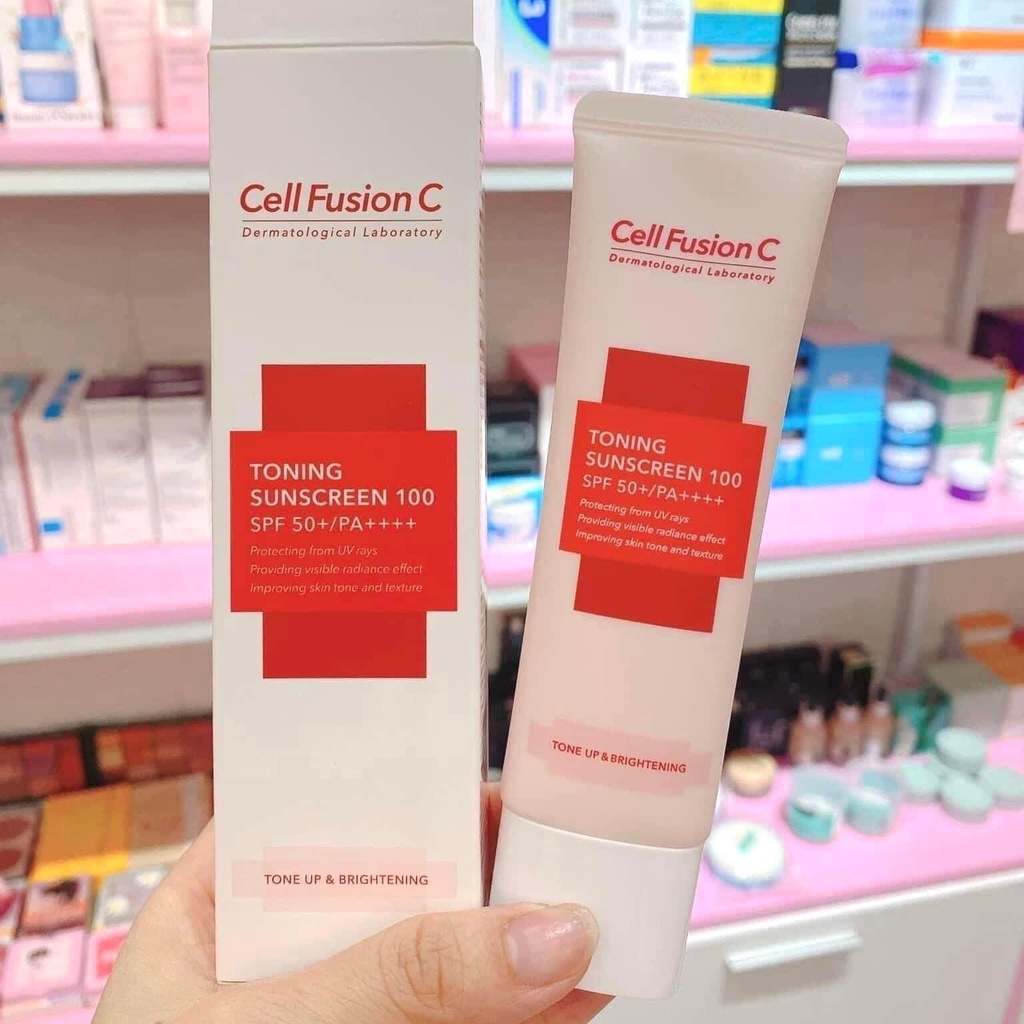 Cell Fusion C
Dermatological Laboratory
TONING
SUNSCREEN 100
SPF 50+/PA++++
Protecting from UV rays
Providing visible radiance effect
Improving skin tone and texture
TONE UP & BRIGHTENING
Cell Fusion C
Dermatological Laboratory
TONING
SUNSCREEN 100
SPF 50+/PA++++
Protecting from UV rays
Providing visible radiance effect
Improving skin tone and texture
TONE UP & BRIGHTENING